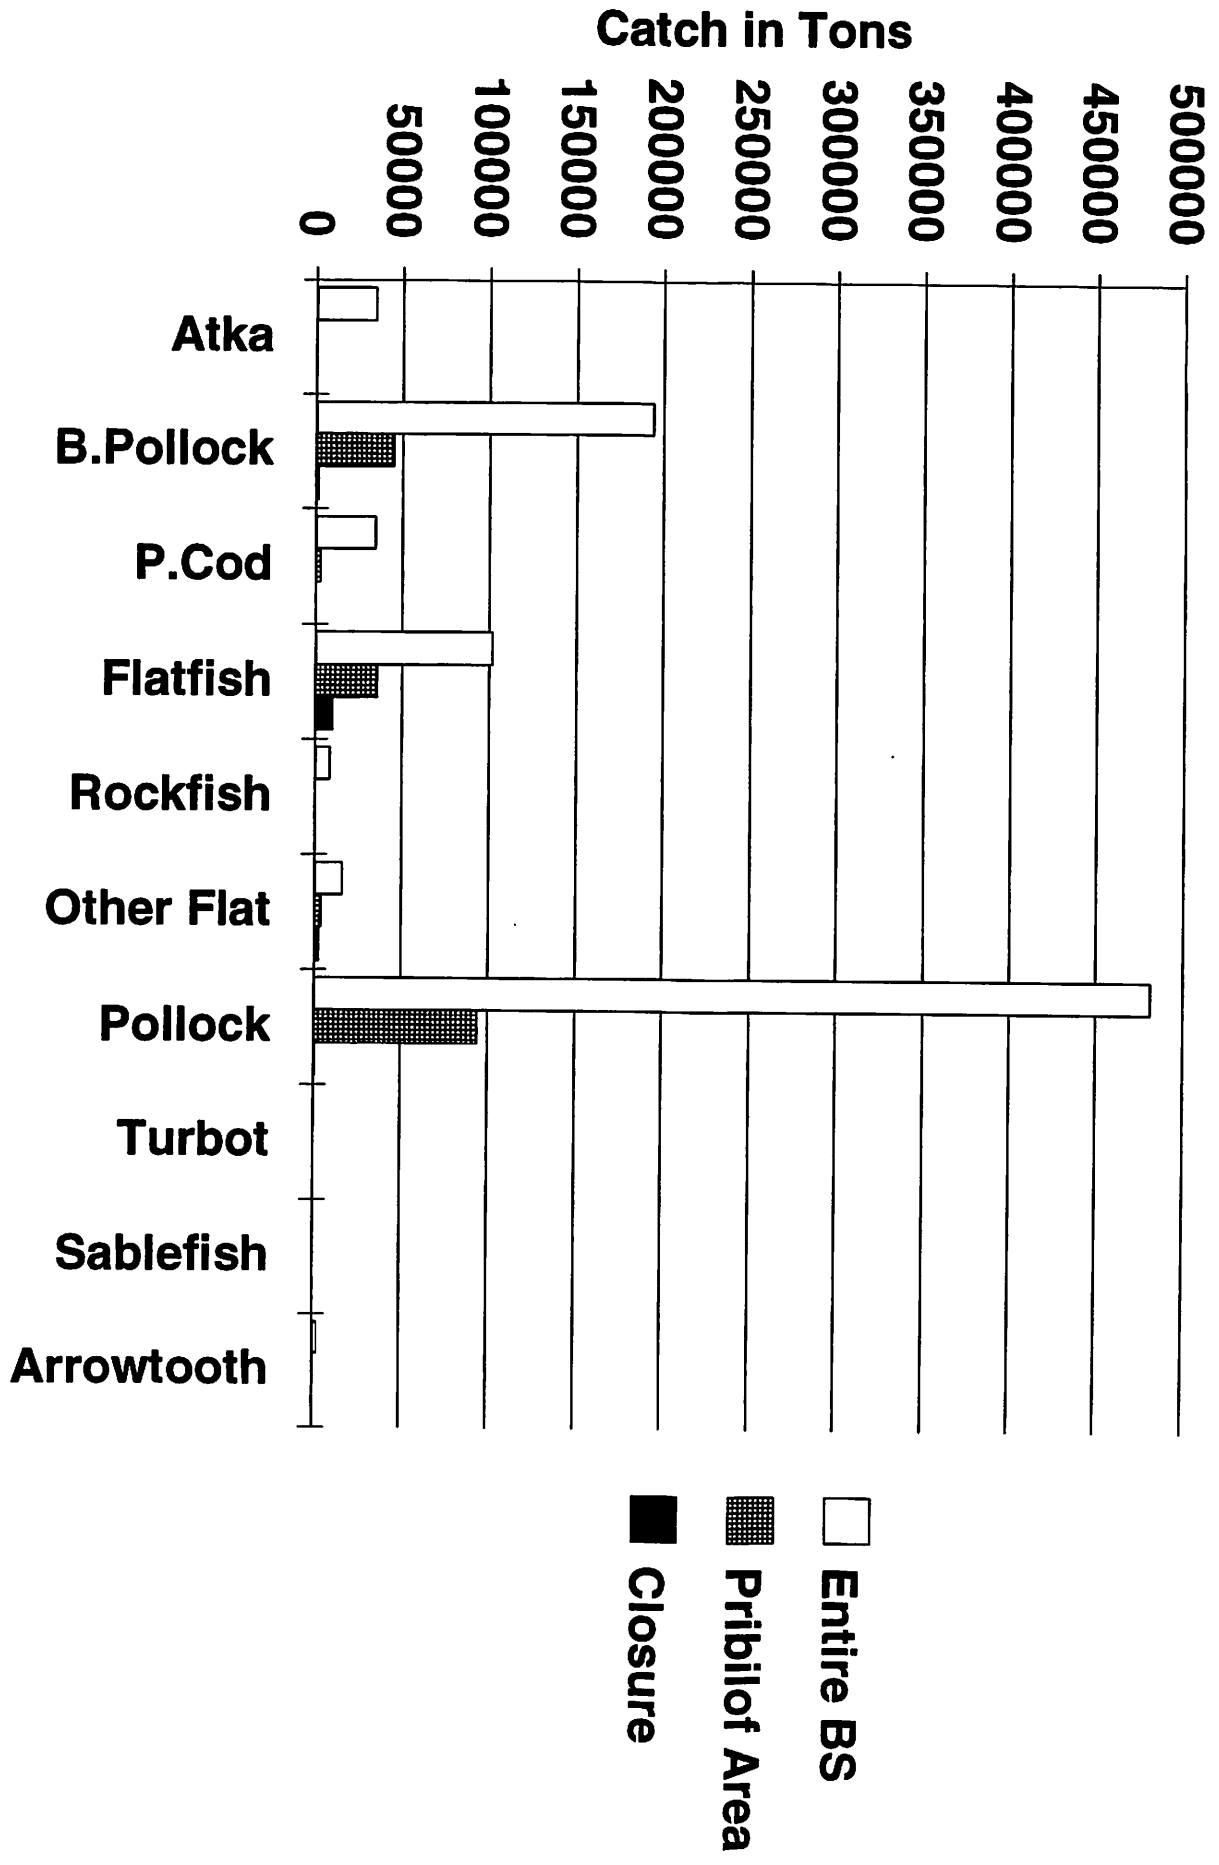 Catch in Tons
500000
450000
400000
350000
300000
250000
200000
150000
100000
50000
0
Atka
B.Pollock
P.Cod
Flatfish
Rockfish
Other Flat
Pollock
Turbot
Sablefish
Arrowtooth
Entire BS
Pribilof Area
Closure